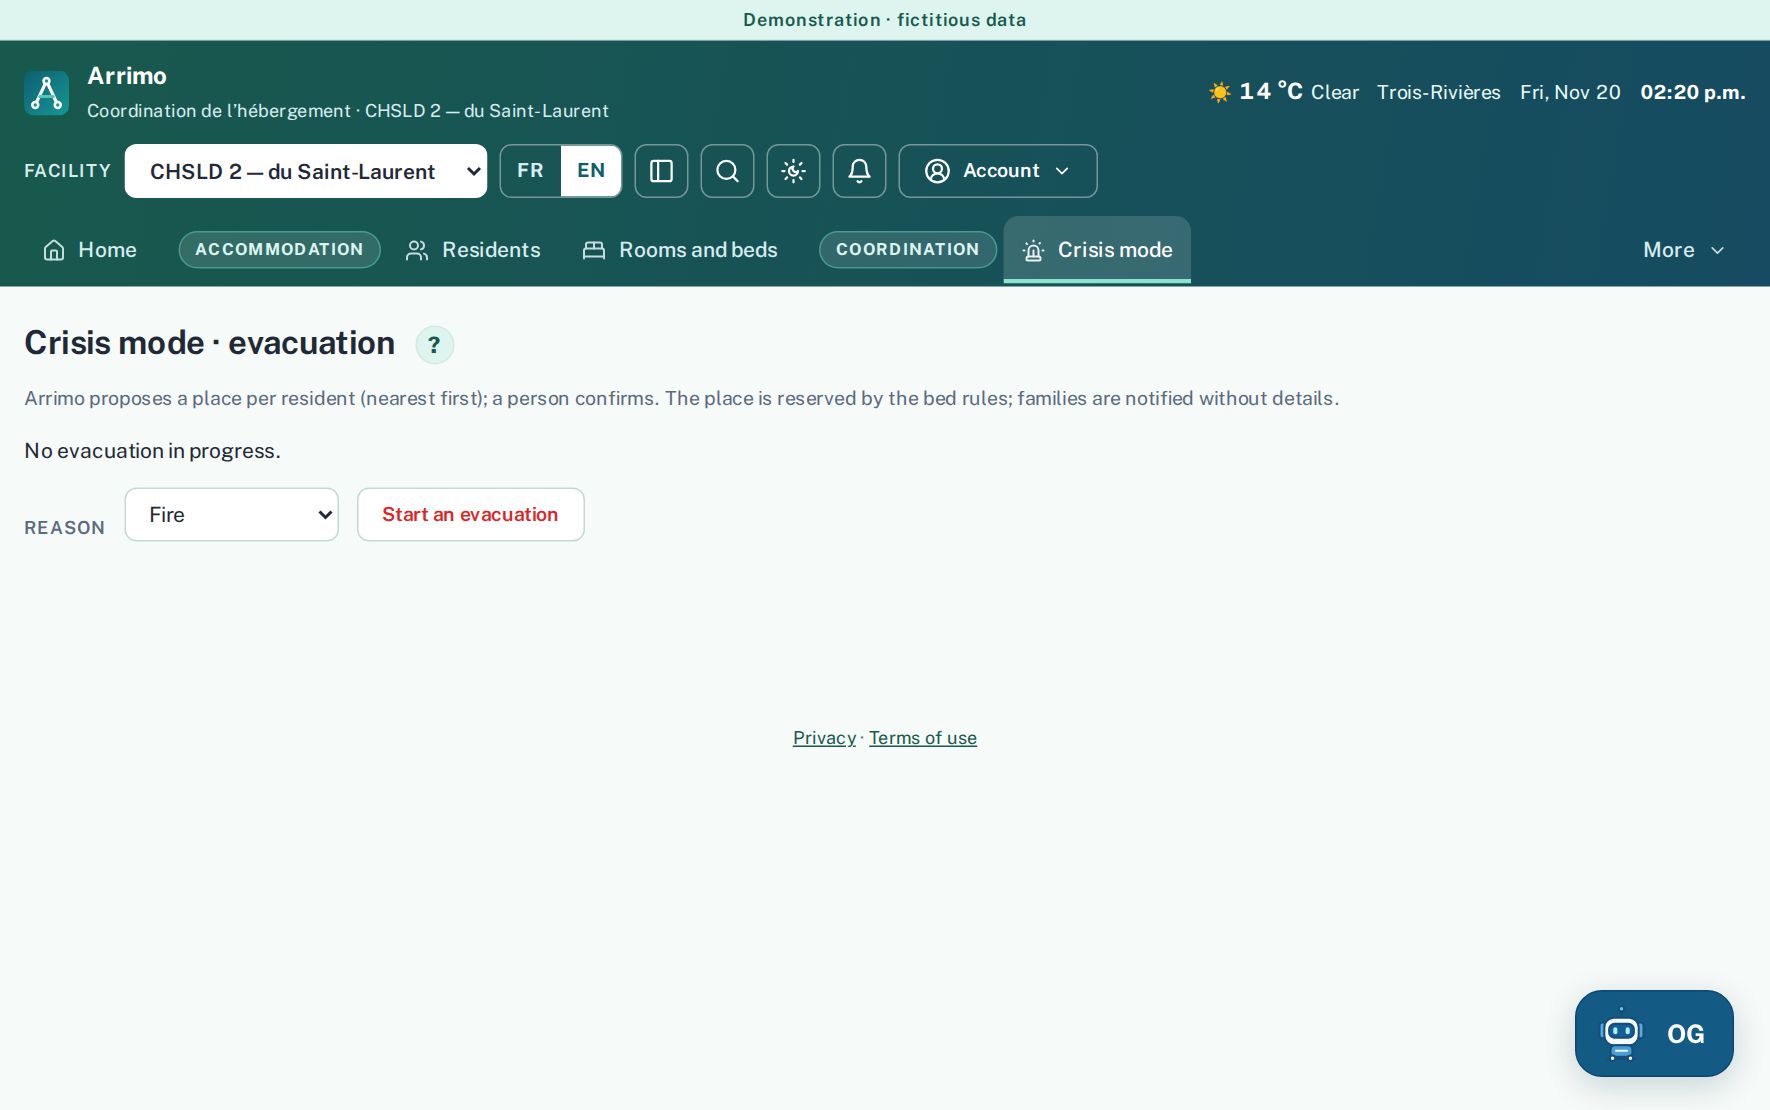 Demonstration · fictitious data
Arrimo
Coordination de l'hébergement · CHSLD 2 — du Saint-Laurent
14 °C Clear Trois-Rivières Fri, Nov 20 02:20 p.m.
FACILITY CHSLD 2 — du Saint-Laurent FR EN Account
Home ACCOMMODATION Residents Rooms and beds COORDINATION Crisis mode More
Crisis mode · evacuation ?
Arrimo proposes a place per resident (nearest first); a person confirms. The place is reserved by the bed rules; families are notified without details.
No evacuation in progress.
REASON Fire Start an evacuation
Privacy · Terms of use
OG